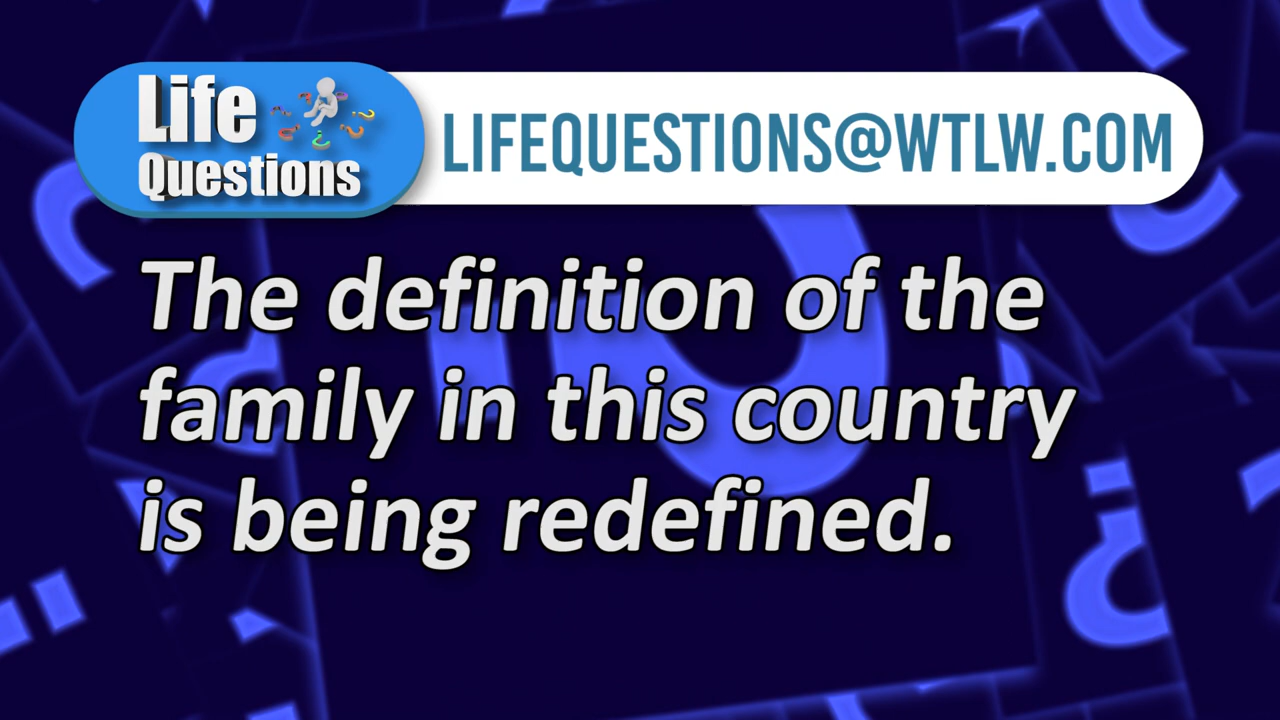 Life
Questions
LIFEQUESTIONS@WTLW.COM
The definition of the
family in this country
is being redefined.